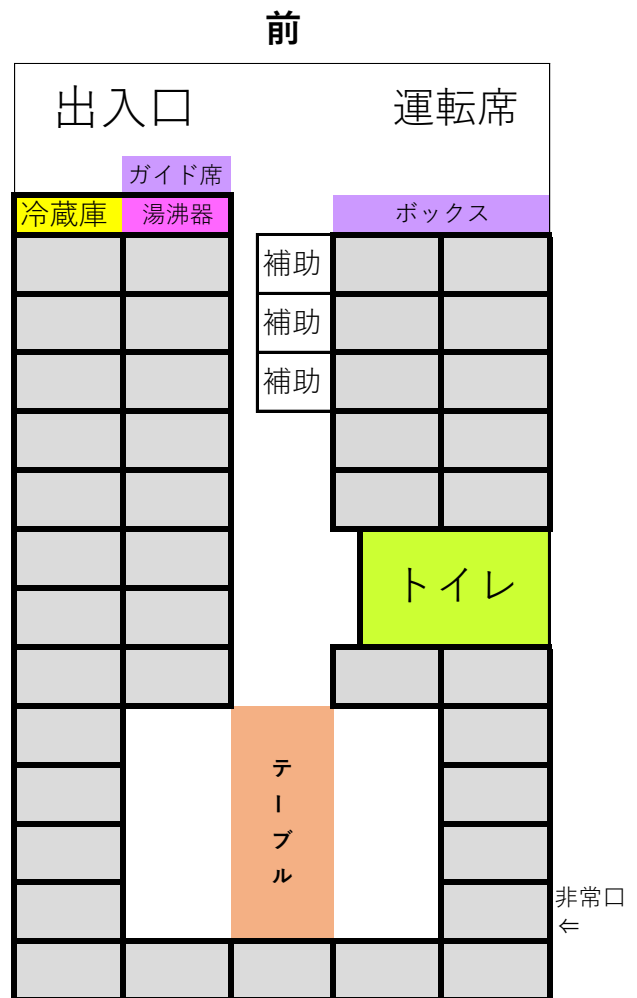 前
出入口
運転席
ガイド席
冷蔵庫
湯沸器
ボックス
補助
補助
補助
トイレ
テーブル
非常口
⇐